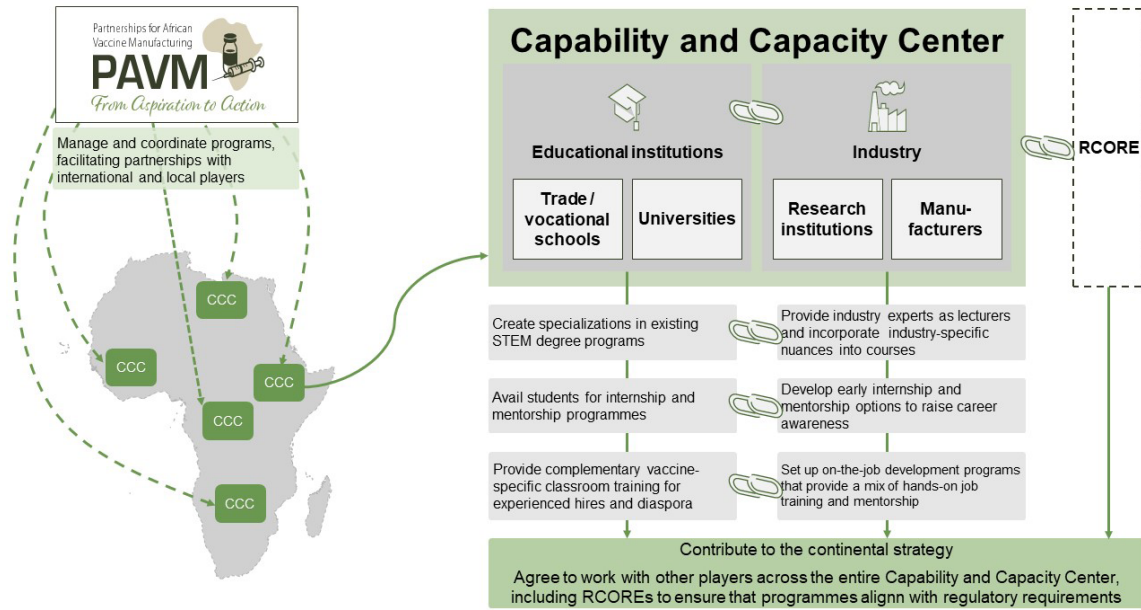 Partnerships for African
Vaccine Manufacturing
PAVM
From Aspiration to Action
Manage and coordinate programs,
facilitating partnerships with
international and local players
CCC
CCC
CCC
CCC
CCC
Capability and Capacity Center
Educational institutions
Industry
Trade /
vocational
schools
Universities
Research
institutions
Manu-
facturers
RCORE
Create specializations in existing
STEM degree programs
Provide industry experts as lecturers
and incorporate industry-specific
nuances into courses
Avail students for internship and
mentorship programmes
Develop early internship and
mentorship options to raise career
awareness
Provide complementary vaccine-
specific classroom training for
experienced hires and diaspora
Set up on-the-job development programs
that provide a mix of hands-on job
training and mentorship
Contribute to the continental strategy
Agree to work with other players across the entire Capability and Capacity Center,
including RCOREs to ensure that programmes alignn with regulatory requirements